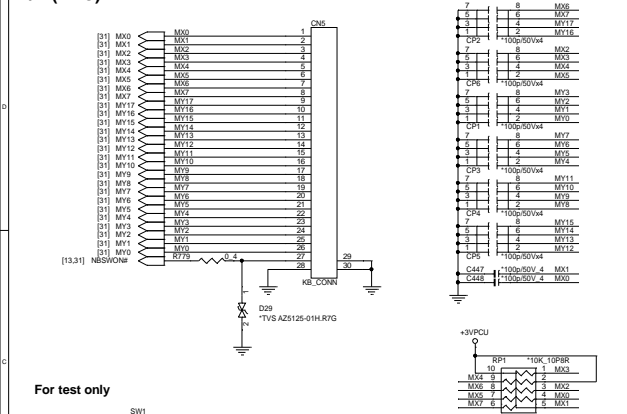 CN5
[31] MX0 MX0 1
[31] MX1 MX1 2
[31] MX2 MX2 3
[31] MX3 MX3 4
[31] MX4 MX4 5
[31] MX5 MX5 6
[31] MX6 MX6 7
[31] MX7 MX7 8
[31] MY17 MY17 9
[31] MY16 MY16 10
[31] MY15 MY15 11
[31] MY14 MY14 12
[31] MY13 MY13 13
[31] MY12 MY12 14
[31] MY11 MY11 15
[31] MY10 MY10 16
[31] MY9 MY9 17
[31] MY8 MY8 18
[31] MY7 MY7 19
[31] MY6 MY6 20
[31] MY5 MY5 21
[31] MY4 MY4 22
[31] MY3 MY3 23
[31] MY2 MY2 24
[31] MY1 MY1 25
[31] MY0 MY0 26
[13,31] NBSWON# R779 0_4 27 29
28 30
KB_CONN
1
D29
*TVS AZ5125-01H.R7G
2
For test only
SW1
D
C
7 8 MX6
5 6 MX7
3 4 MY17
1 2 MY16
CP2 *100p/50Vx4
7 8 MX2
5 6 MX3
3 4 MX4
1 2 MX5
CP6 *100p/50Vx4
7 8 MY3
5 6 MY2
3 4 MY1
1 2 MY0
CP1 *100p/50Vx4
7 8 MY7
5 6 MY6
3 4 MY5
1 2 MY4
CP3 *100p/50Vx4
7 8 MY11
5 6 MY10
3 4 MY9
1 2 MY8
CP4 *100p/50Vx4
7 8 MY15
5 6 MY14
3 4 MY13
1 2 MY12
CP5 *100p/50Vx4
C447 *100p/50V_4 MX1
C448 *100p/50V_4 MX0
+3VPCU
RP1 *10K_10P8R
10 1 MX3
MX4 9 2
MX6 8 3 MX2
MX5 7 4 MX0
MX7 6 5 MX1